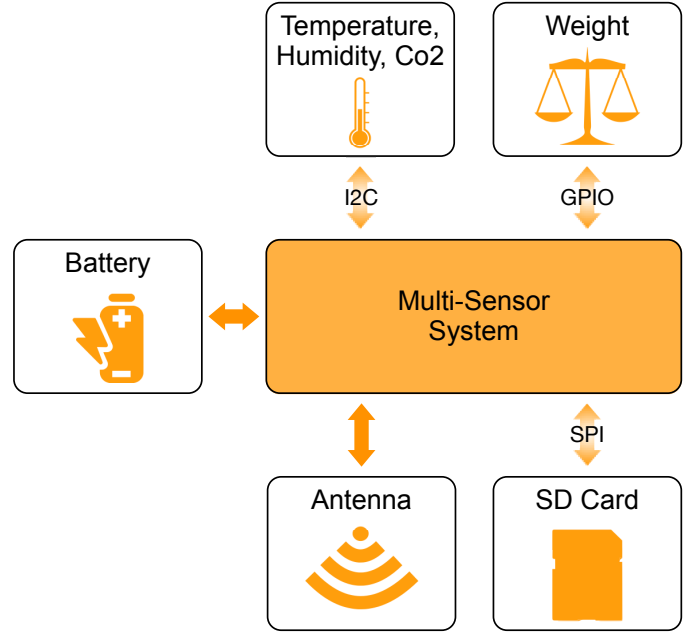 Temperature,
Humidity, Co2
Weight
I2C
GPIO
Battery
Multi-Sensor
System
SPI
Antenna
SD Card